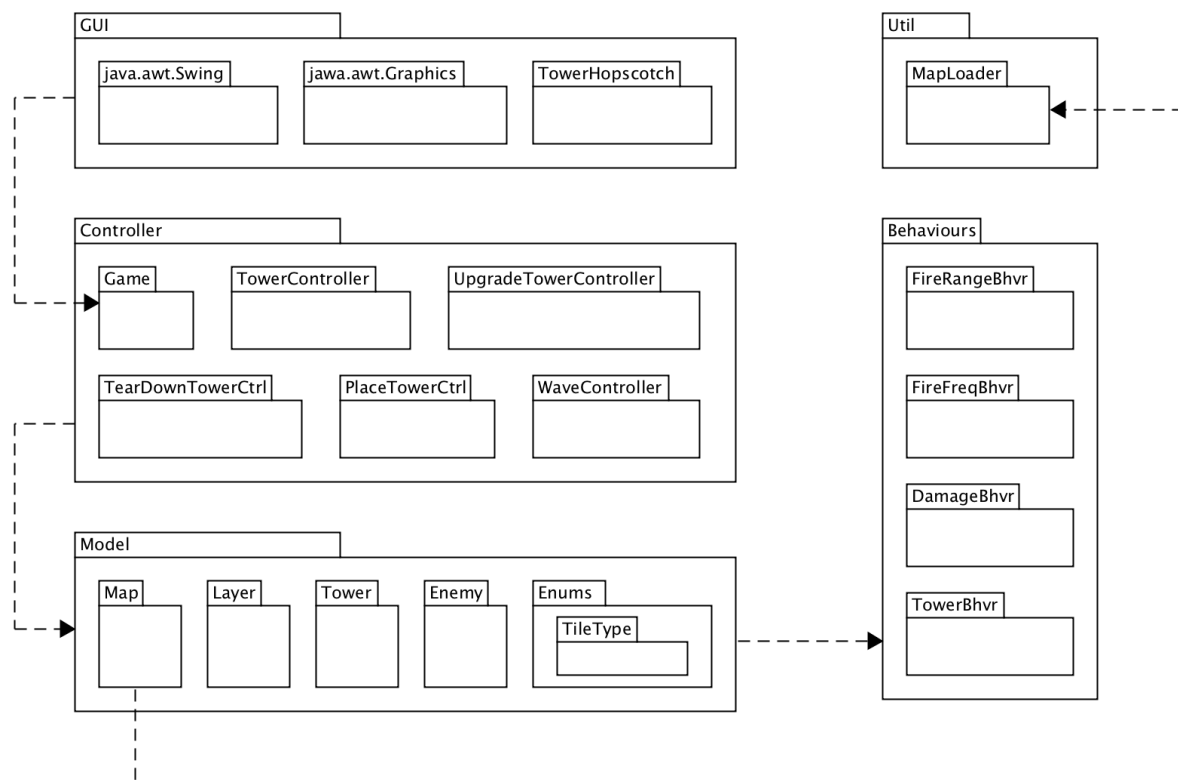 GUI
java.awt.Swing
jawa.awt.Graphics
TowerHopscotch
Util
MapLoader
Controller
Game
TowerController
UpgradeTowerController
TearDownTowerCtrl
PlaceTowerCtrl
WaveController
Behaviours
FireRangeBhvr
FireFreqBhvr
DamageBhvr
TowerBhvr
Model
Map
Layer
Tower
Enemy
Enums
TileType